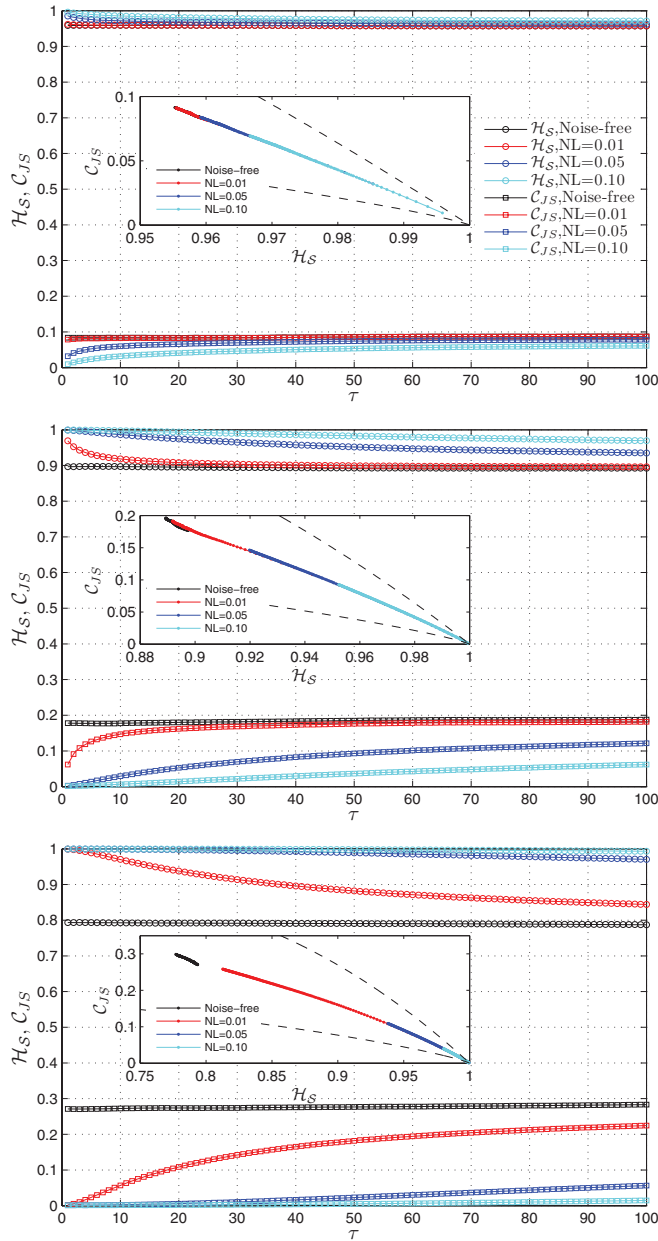 1
0.9
0.8
0.7
0.6
0.5
0.4
0.3
0.2
0.1
0
H_S, C_JS
0 10 20 30 40 50 60 70 80 90 100
τ
0.1
0.05
0
C_JS
0.95 0.96 0.97 0.98 0.99 1
H_S
Noise-free
NL=0.01
NL=0.05
NL=0.10
H_S,Noise-free
H_S,NL=0.01
H_S,NL=0.05
H_S,NL=0.10
C_JS,Noise-free
C_JS,NL=0.01
C_JS,NL=0.05
C_JS,NL=0.10
1
0.9
0.8
0.7
0.6
0.5
0.4
0.3
0.2
0.1
0
H_S, C_JS
0 10 20 30 40 50 60 70 80 90 100
τ
0.2
0.15
0.1
0.05
0
C_JS
0.88 0.9 0.92 0.94 0.96 0.98 1
H_S
Noise-free
NL=0.01
NL=0.05
NL=0.10
1
0.9
0.8
0.7
0.6
0.5
0.4
0.3
0.2
0.1
0
H_S, C_JS
0 10 20 30 40 50 60 70 80 90 100
τ
0.3
0.2
0.1
0
C_JS
0.75 0.8 0.85 0.9 0.95 1
H_S
Noise-free
NL=0.01
NL=0.05
NL=0.10